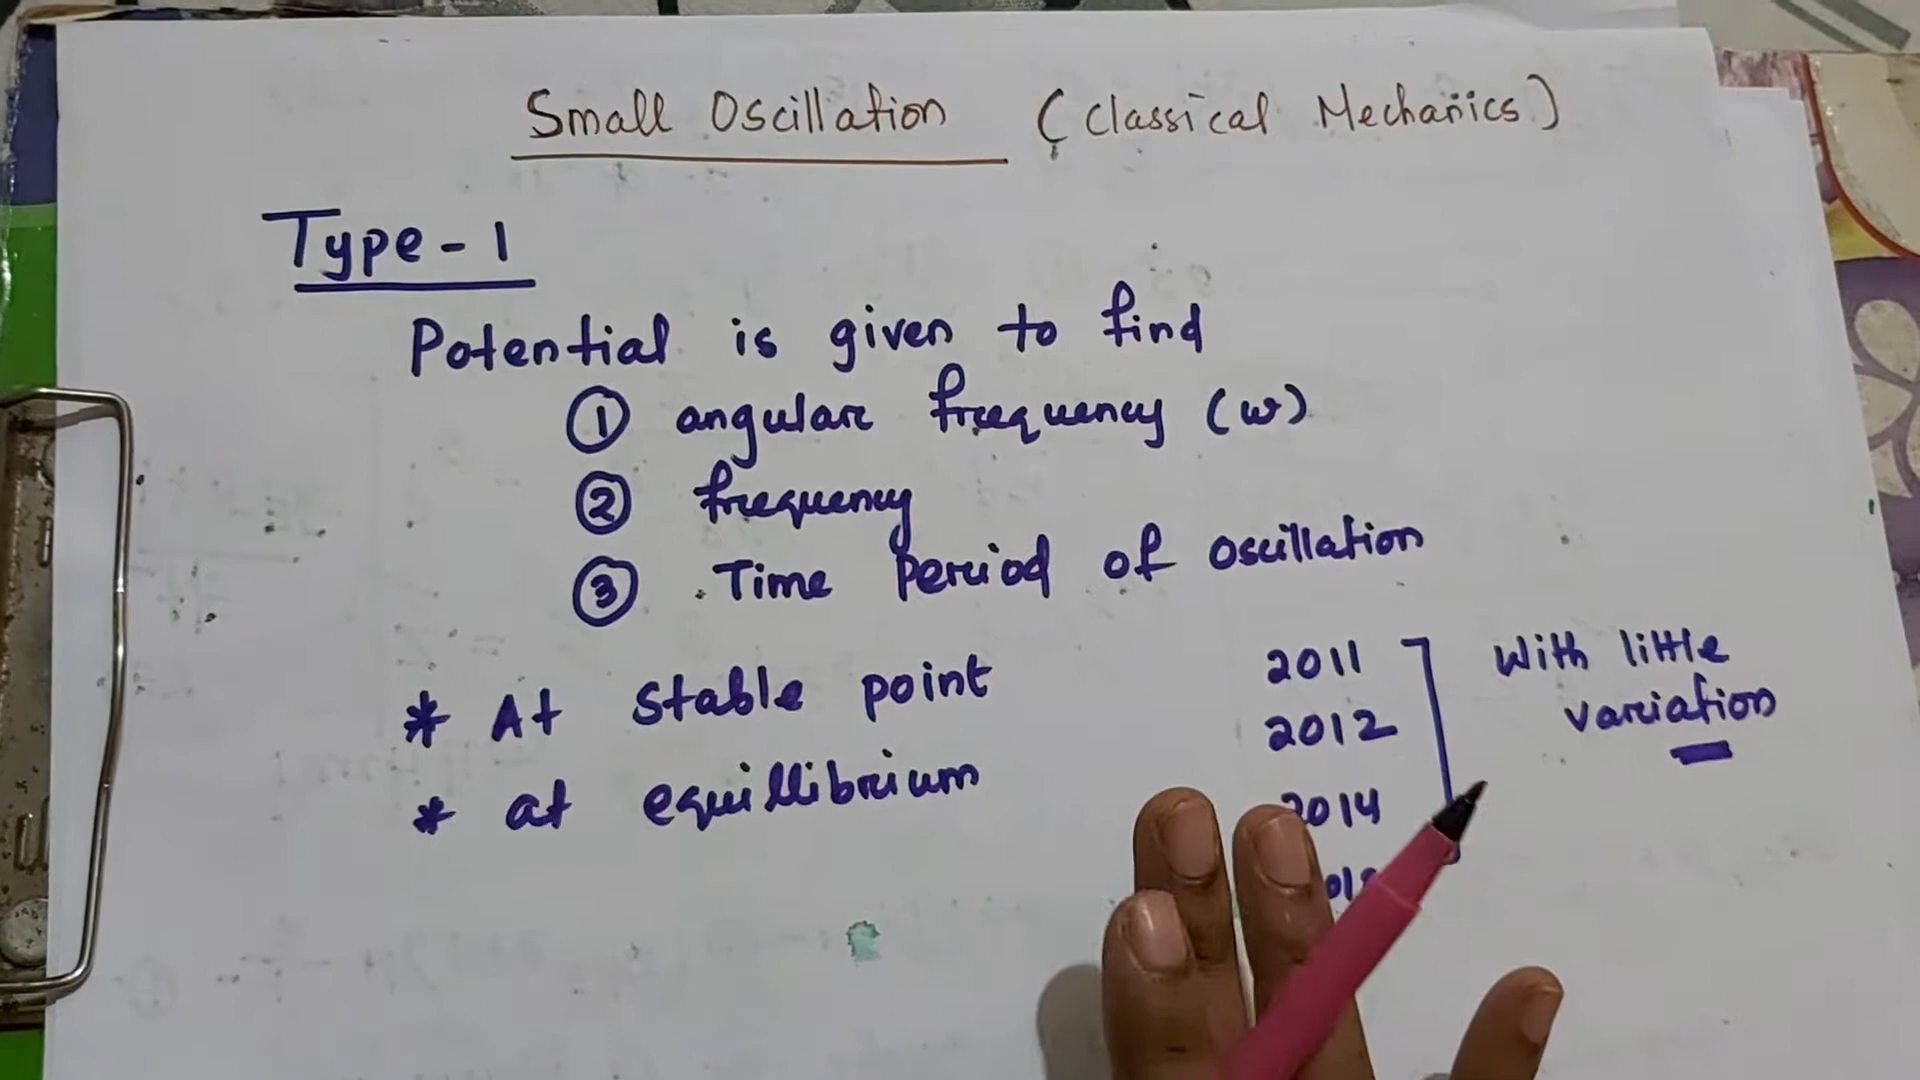 Small Oscillation (Classical Mechanics)
Type-1
Potential is given to find
① angular frequency (ω)
② frequency
③ Time Period of oscillation
* At stable point
* at equillibrium
2011
2012
2014
With little
variation